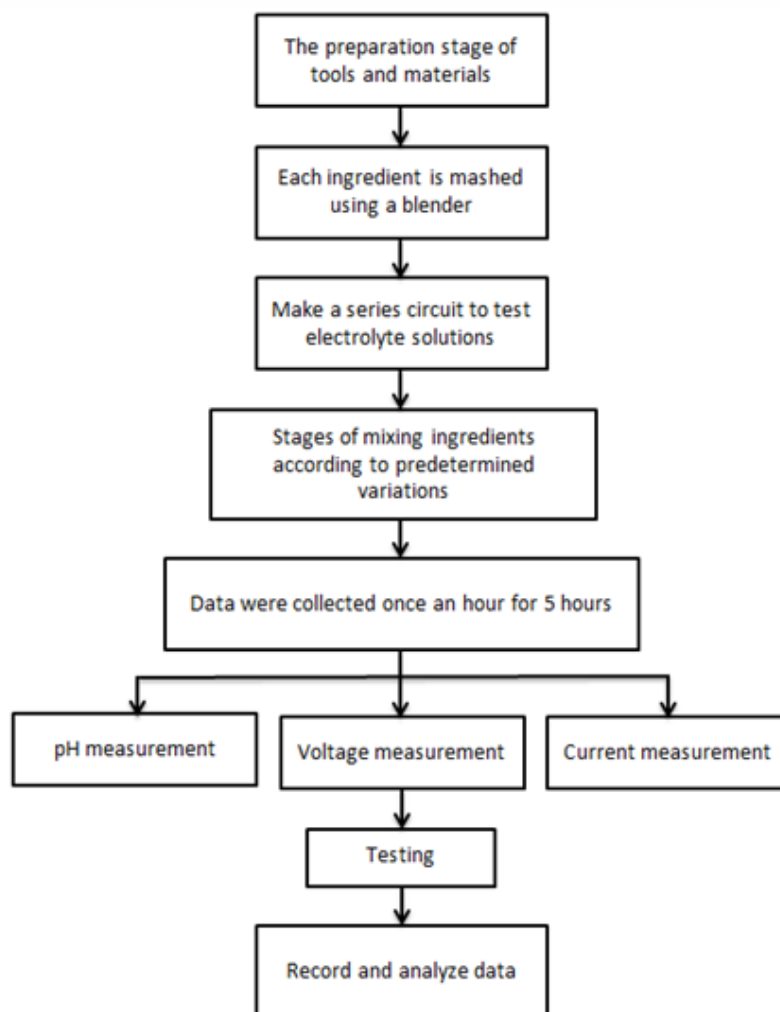 The preparation stage of
tools and materials
Each ingredient is mashed
using a blender
Make a series circuit to test
electrolyte solutions
Stages of mixing ingredients
according to predetermined
variations
Data were collected once an hour for 5 hours
pH measurement
Voltage measurement
Current measurement
Testing
Record and analyze data